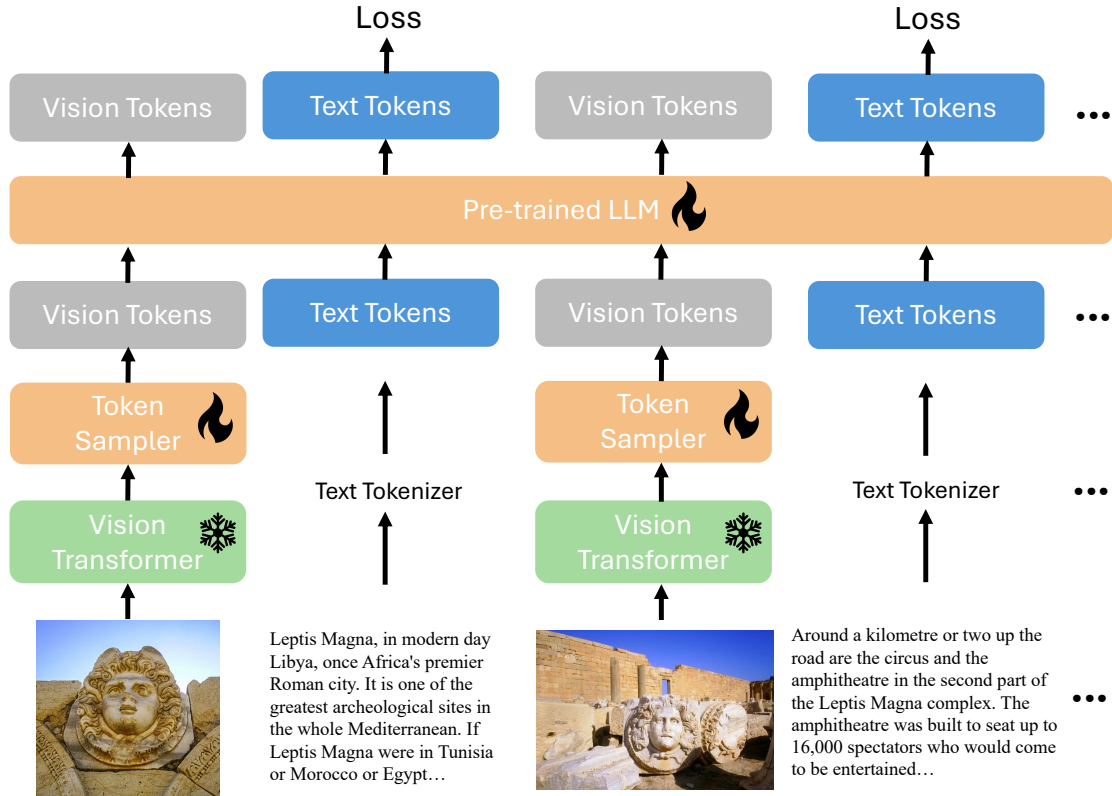 Loss
Loss
Vision Tokens
Text Tokens
Vision Tokens
Text Tokens
...
Pre-trained LLM
Vision Tokens
Text Tokens
Vision Tokens
Text Tokens
...
Token
Sampler
Token
Sampler
Text Tokenizer
Text Tokenizer
...
Vision
Transformer
Vision
Transformer
Leptis Magna, in modern day
Libya, once Africa's premier
Roman city. It is one of the
greatest archeological sites in
the whole Mediterranean. If
Leptis Magna were in Tunisia
or Morocco or Egypt…
Around a kilometre or two up the
road are the circus and the
amphitheatre in the second part of
the Leptis Magna complex. The
amphitheatre was built to seat up to
16,000 spectators who would come
to be entertained…
...